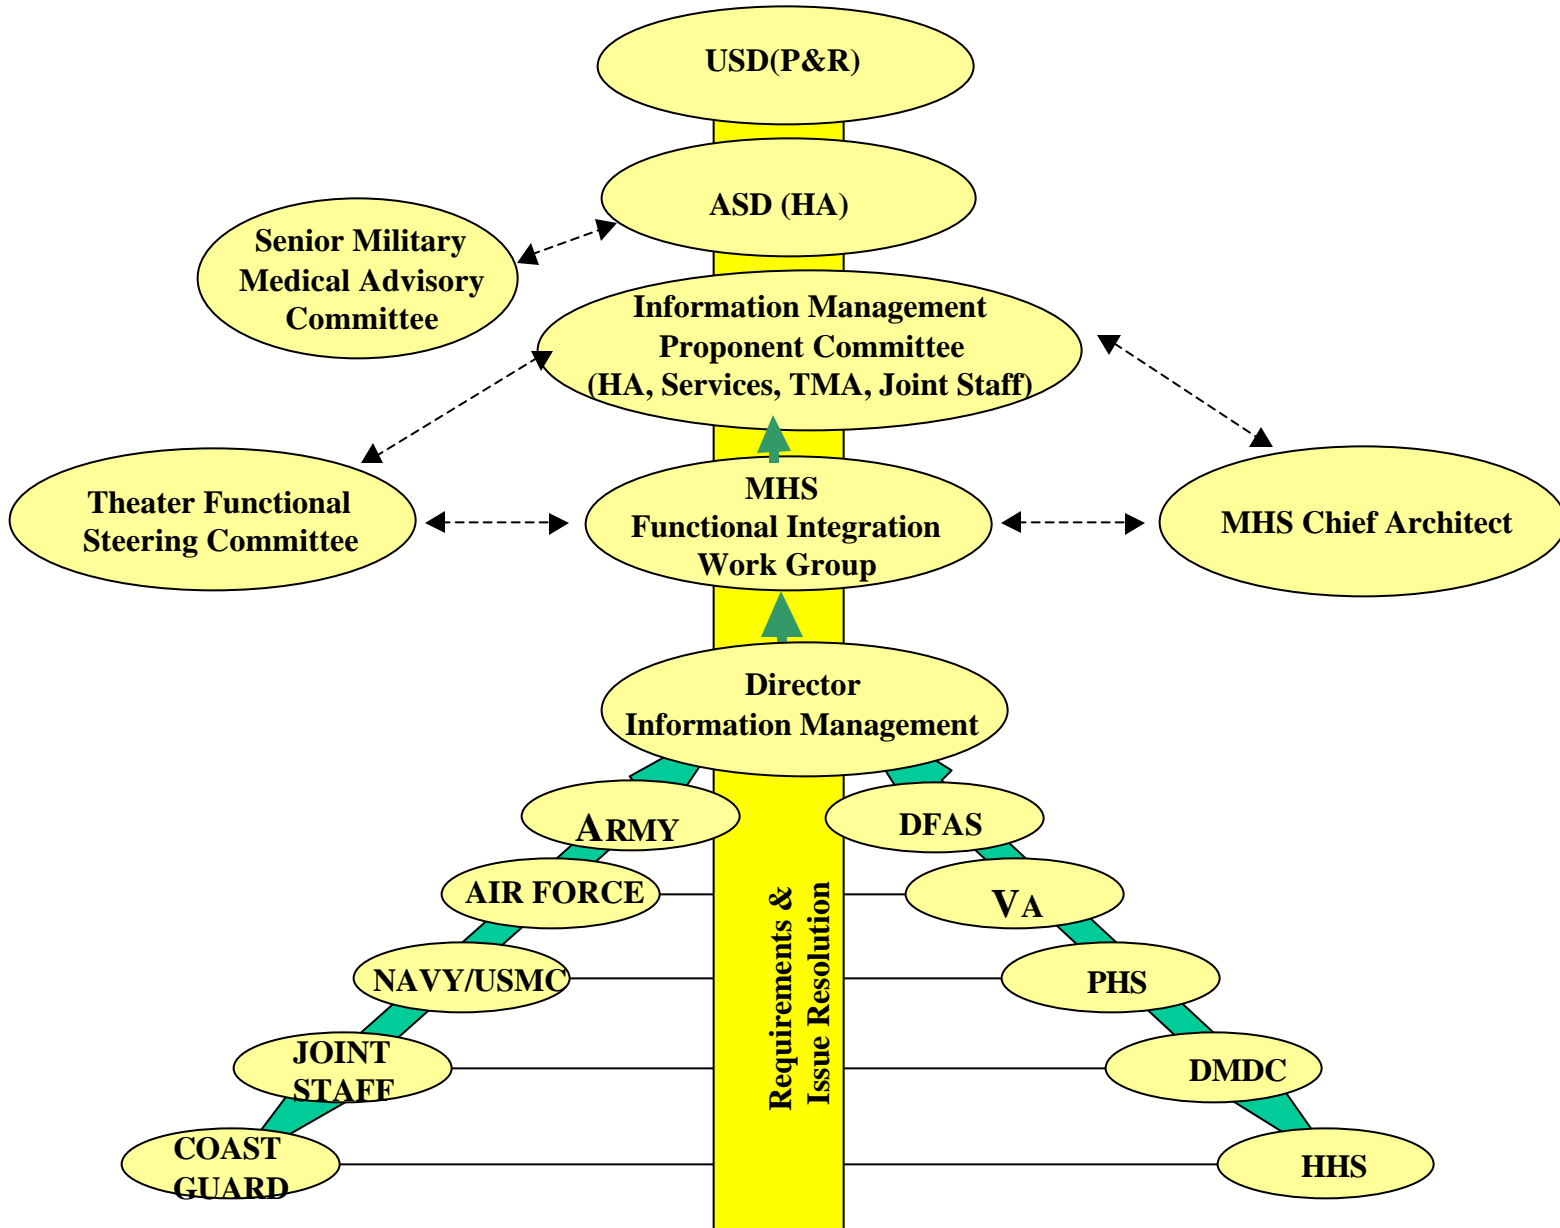 USD(P&R)
ASD (HA)
Senior Military
Medical Advisory
Committee
Information Management
Proponent Committee
(HA, Services, TMA, Joint Staff)
Theater Functional
Steering Committee
MHS
Functional Integration
Work Group
MHS Chief Architect
Director
Information Management
ARMY
DFAS
AIR FORCE
VA
NAVY/USMC
PHS
JOINT
STAFF
DMDC
COAST
GUARD
HHS
Requirements &
Issue Resolution